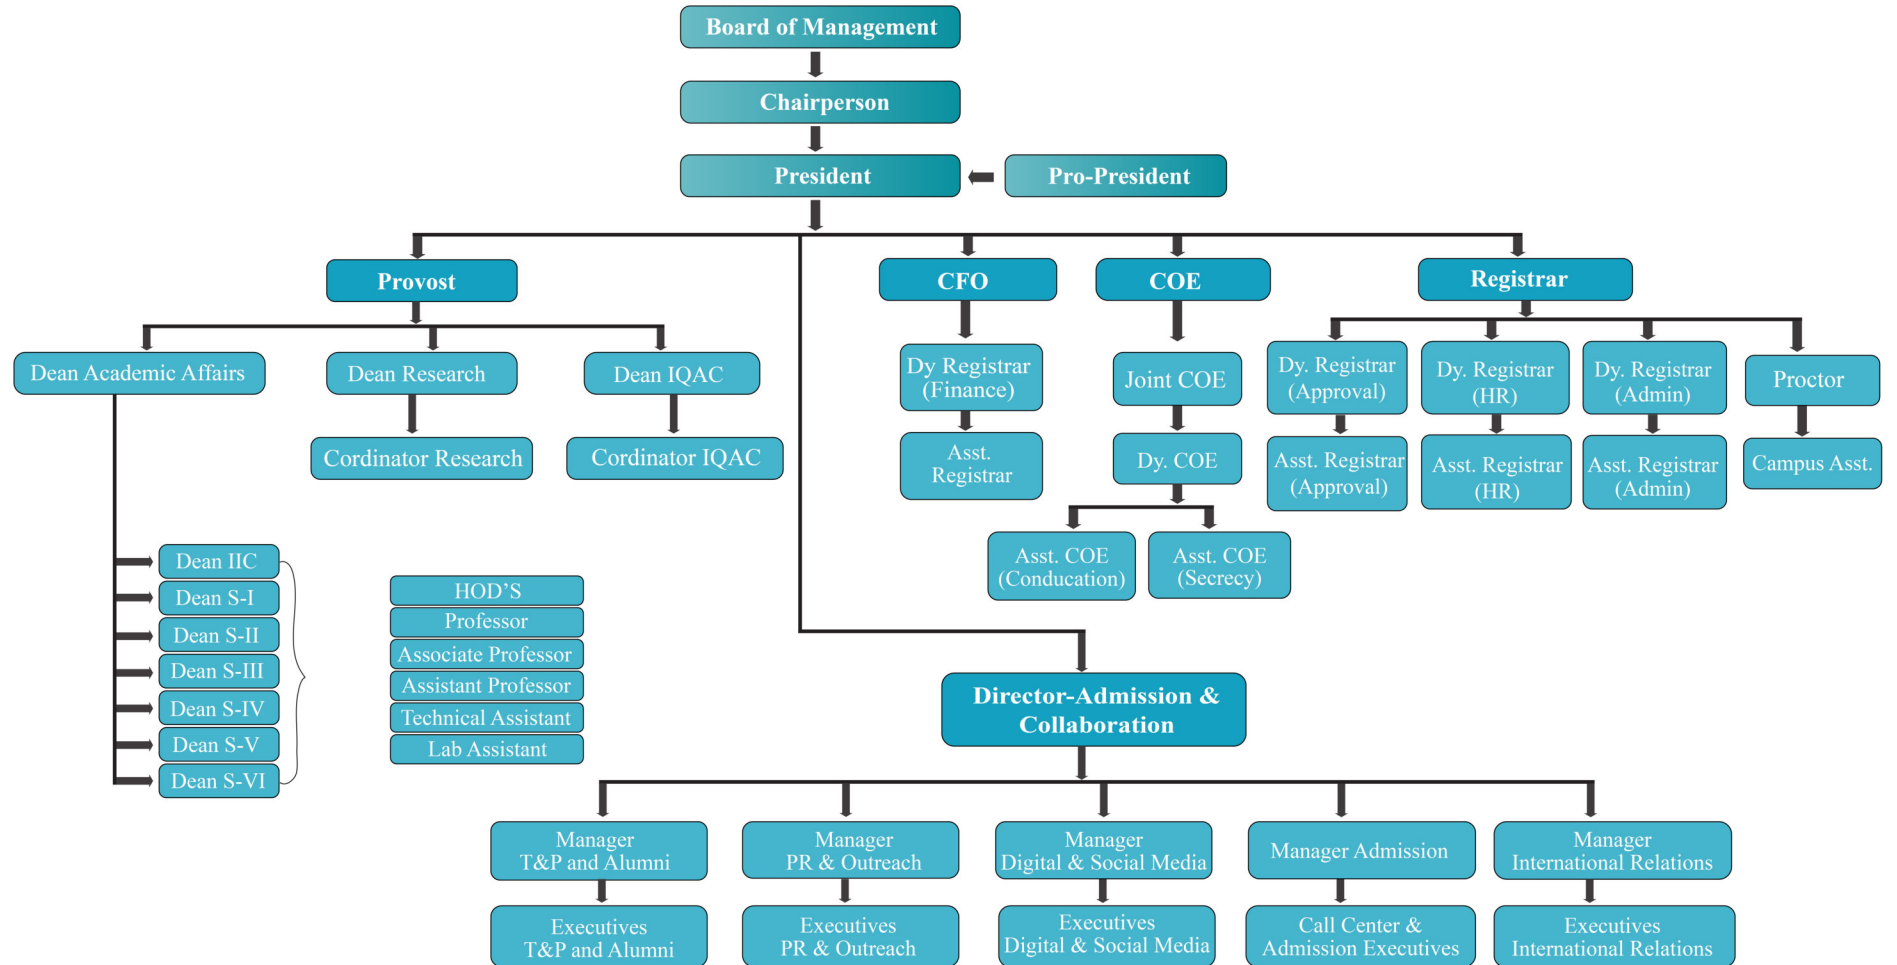 Board of Management
Chairperson
President
Pro-President
Provost
CFO
COE
Registrar
Dean Academic Affairs
Dean Research
Dean IQAC
Dy Registrar
(Finance)
Joint COE
Dy. Registrar
(Approval)
Dy. Registrar
(HR)
Dy. Registrar
(Admin)
Proctor
Cordinator Research
Cordinator IQAC
Asst.
Registrar
Dy. COE
Asst. Registrar
(Approval)
Asst. Registrar
(HR)
Asst. Registrar
(Admin)
Campus Asst.
Asst. COE
(Conducation)
Asst. COE
(Secrecy)
Dean IIC
Dean S-I
Dean S-II
Dean S-III
Dean S-IV
Dean S-V
Dean S-VI
HOD'S
Professor
Associate Professor
Assistant Professor
Technical Assistant
Lab Assistant
Director-Admission &
Collaboration
Manager
T&P and Alumni
Manager
PR & Outreach
Manager
Digital & Social Media
Manager Admission
Manager
International Relations
Executives
T&P and Alumni
Executives
PR & Outreach
Executives
Digital & Social Media
Call Center &
Admission Executives
Executives
International Relations